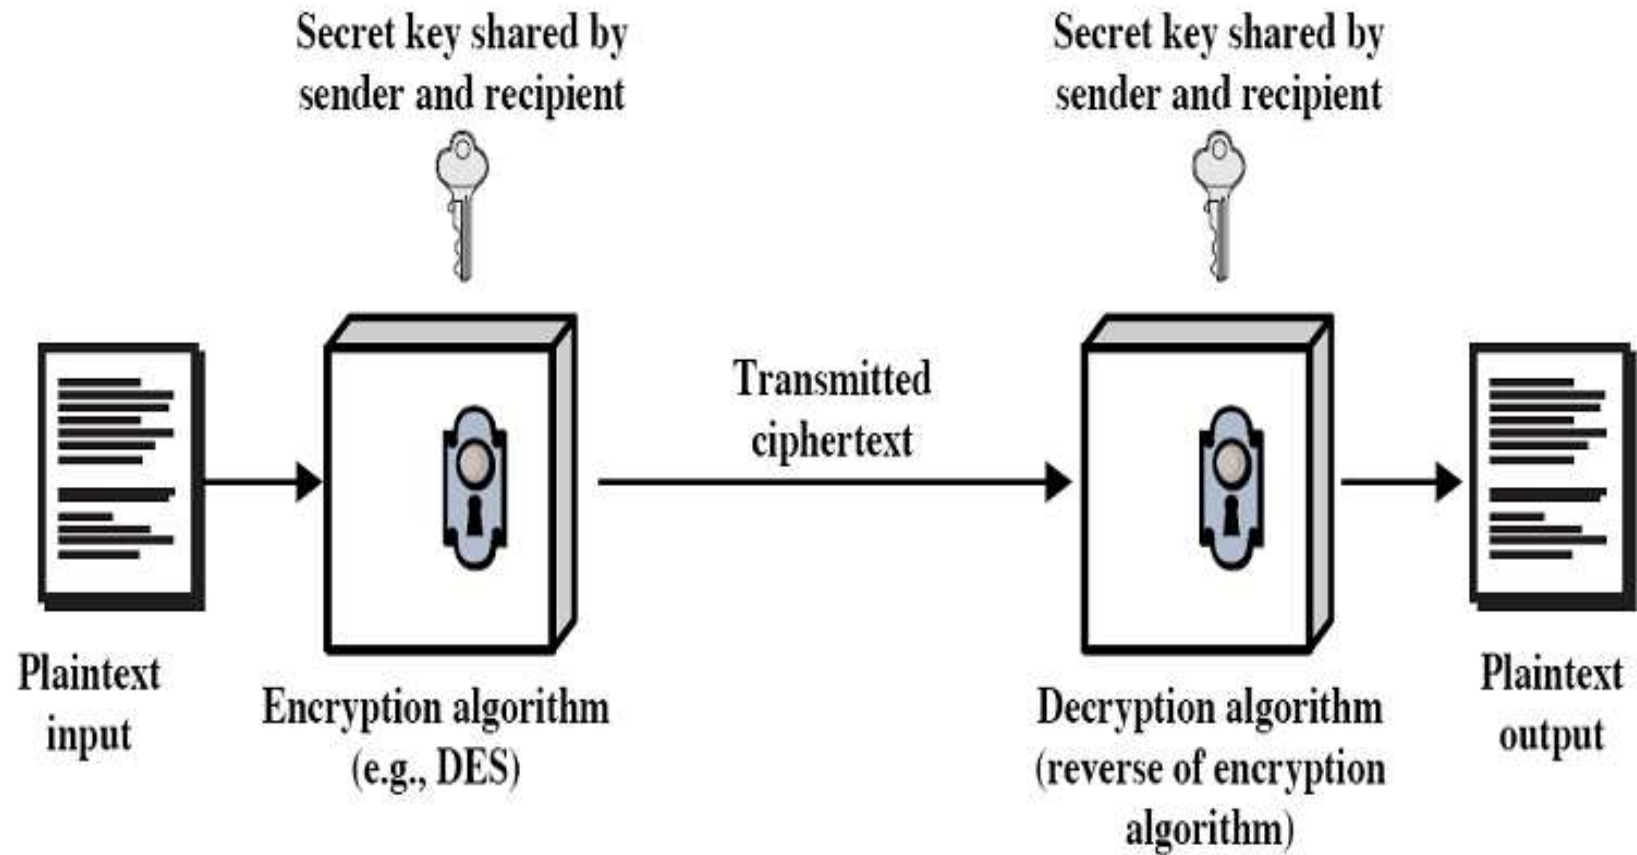 Secret key shared by
sender and recipient
Secret key shared by
sender and recipient
Transmitted
ciphertext
Plaintext
input
Encryption algorithm
(e.g., DES)
Decryption algorithm
(reverse of encryption
algorithm)
Plaintext
output